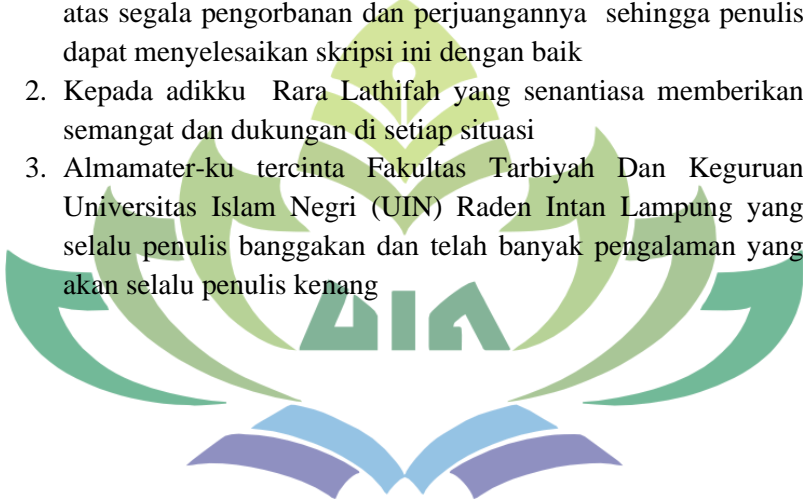 atas segala pengorbanan dan perjuangannya sehingga penulis
dapat menyelesaikan skripsi ini dengan baik
2. Kepada adikku Rara Lathifah yang senantiasa memberikan
semangat dan dukungan di setiap situasi
3. Almamater-ku tercinta Fakultas Tarbiyah Dan Keguruan
Universitas Islam Negri (UIN) Raden Intan Lampung yang
selalu penulis banggakan dan telah banyak pengalaman yang
akan selalu penulis kenang
UIN